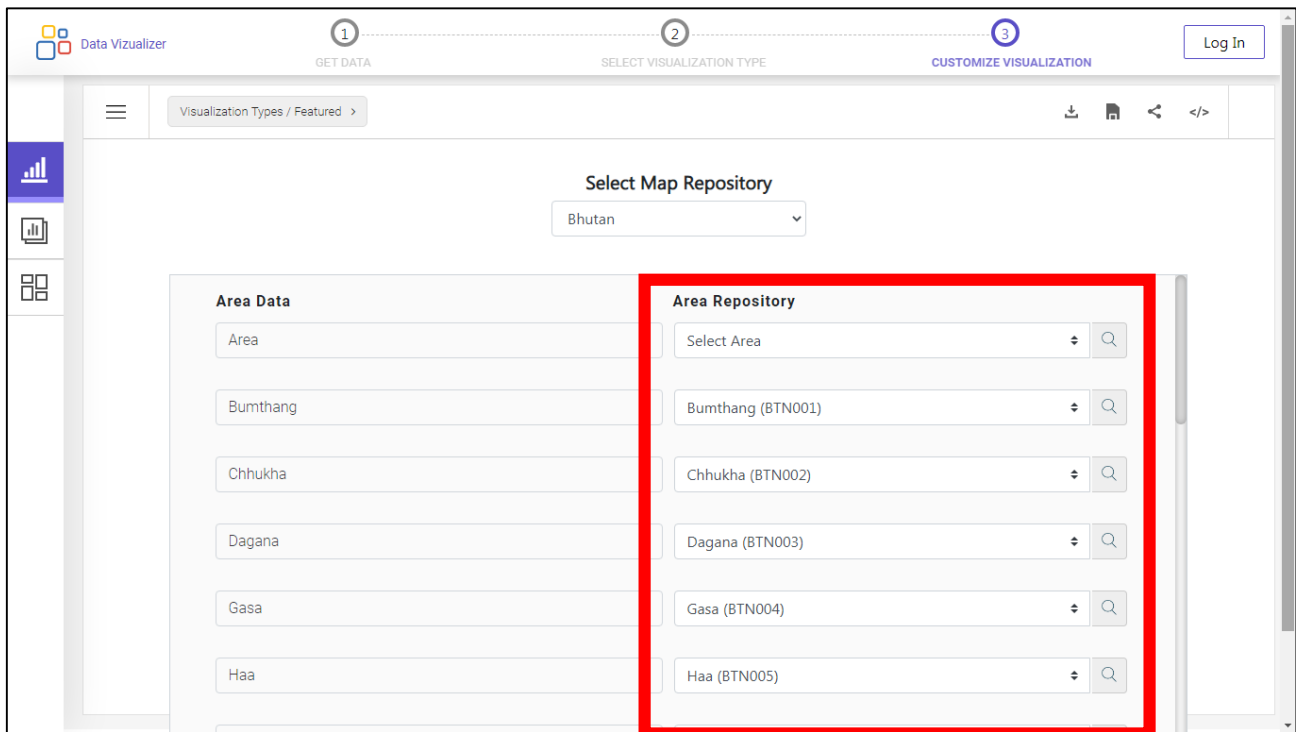 Data Vizualizer
1
GET DATA
2
SELECT VISUALIZATION TYPE
3
CUSTOMIZE VISUALIZATION
Log In
Visualization Types / Featured >
</>
Select Map Repository
Bhutan
Area Data
Area Repository
Area
Select Area
Bumthang
Bumthang (BTN001)
Chhukha
Chhukha (BTN002)
Dagana
Dagana (BTN003)
Gasa
Gasa (BTN004)
Haa
Haa (BTN005)